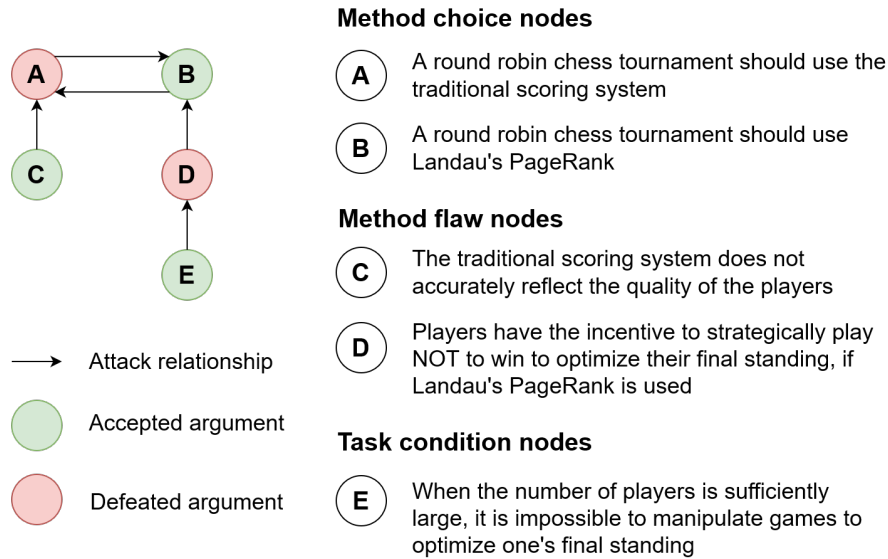 A
B
C
D
E
Attack relationship
Accepted argument
Defeated argument
Method choice nodes
A
A round robin chess tournament should use the
traditional scoring system
B
A round robin chess tournament should use
Landau's PageRank
Method flaw nodes
C
The traditional scoring system does not
accurately reflect the quality of the players
D
Players have the incentive to strategically play
NOT to win to optimize their final standing, if
Landau's PageRank is used
Task condition nodes
E
When the number of players is sufficiently
large, it is impossible to manipulate games to
optimize one's final standing